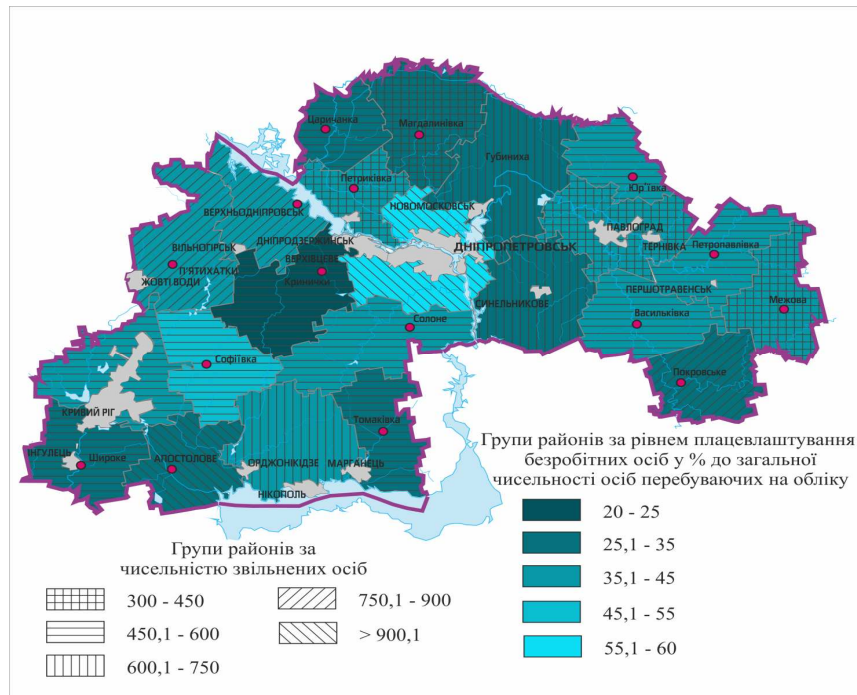 Царичанка
Магдалинівка
Губиниха
Юр'ївка
Петриківка
НОВОМОСКОВСЬК
ВЕРХНЬОДНІПРОВСЬК
ПАВЛОГРАД
ДНІПРОДЗЕРЖИНСЬК
ДНІПРОПЕТРОВСЬК
ТЕРНІВКА
ВІЛЬНОГІРСЬК
Петропавлівка
ВЕРХІВЦЕВЕ
П'ЯТИХАТКИ
ЖОВТІ ВОДИ
Кринички
ПЕРШОТРАВЕНСЬК
СИНЕЛЬНИКОВЕ
Межова
Солоне
Васильківка
Софіївка
Покровське
КРИВИЙ РІГ
Томаківка
ІНГУЛЕЦЬ
Широке
АПОСТОЛОВЕ
ОРДЖОНІКІДЗЕ
МАРГАНЕЦЬ
НІКОПОЛЬ
Групи районів за рівнем плацевлаштування
безробітних осіб у % до загальної
чисельності осіб перебуваючих на обліку
20 - 25
25,1 - 35
35,1 - 45
45,1 - 55
55,1 - 60
Групи районів за
чисельністю звільнених осіб
300 - 450
450,1 - 600
600,1 - 750
750,1 - 900
> 900,1